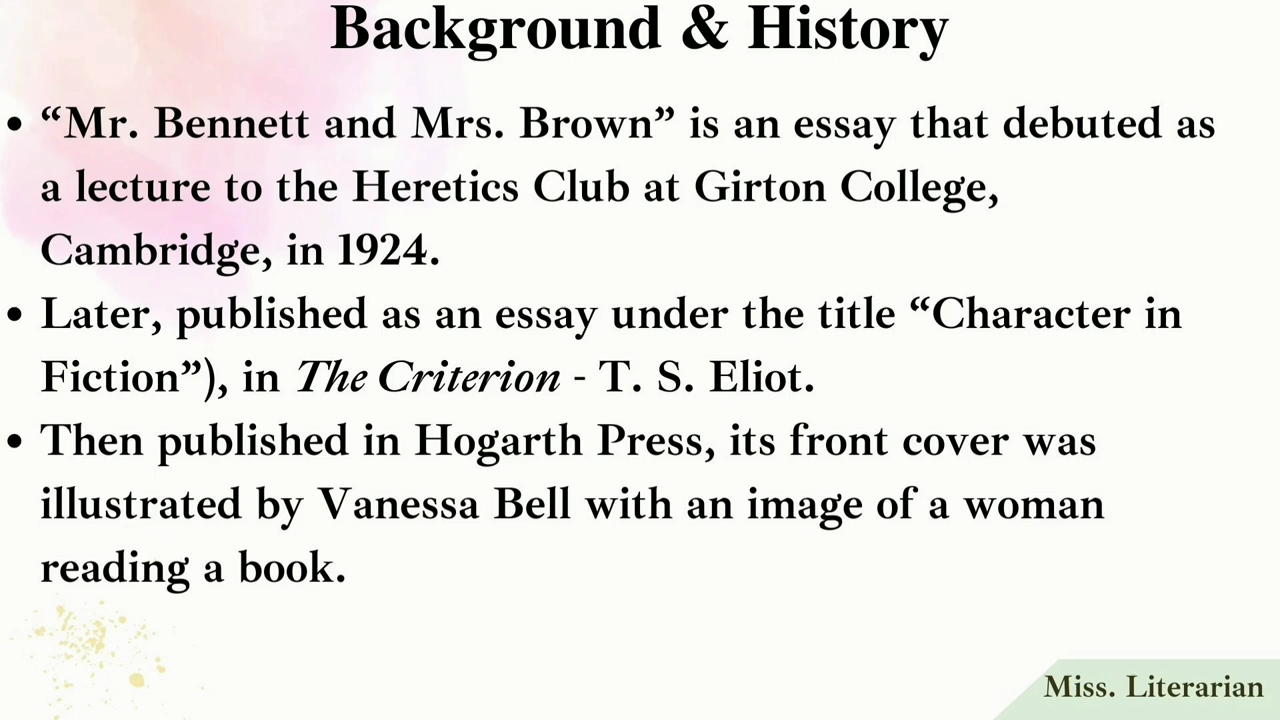 Background & History
• “Mr. Bennett and Mrs. Brown” is an essay that debuted as
a lecture to the Heretics Club at Girton College,
Cambridge, in 1924.
• Later, published as an essay under the title “Character in
Fiction”), in The Criterion - T. S. Eliot.
• Then published in Hogarth Press, its front cover was
illustrated by Vanessa Bell with an image of a woman
reading a book.
Miss. Literarian